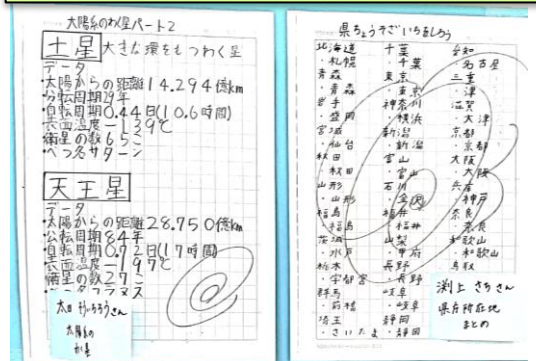 太陽系のわく星パート2
土星 大きな環をもつわく星
データ
・太陽からの距離14.294億km
・公転周期29年
・自転周期0.44日(10.6時間)
・表面温度-139℃
・衛星の数65こ
・べつ名サターン
天王星
データ
・太陽からの距離28.750億km
・公転周期84年
・自転周期0.72日(17時間)
・表面温度-197℃
・衛星の数27こ
太田
さん
太陽系の
わく星
県ちょうそざいちをしろう
北海道
・札幌
青森
・青森
岩手
・盛岡
宮城
・仙台
秋田
・秋田
山形
・山形
福島
・福島
茨城
・水戸
栃木
・宇都宮
群馬
・前橋
埼玉
・さいたま
千葉
・千葉
東京
・東京
神奈川
・横浜
新潟
・新潟
富山
・富山
石川
・金沢
福井
・福井
山梨
・甲府
長野
・長野
岐阜
・岐阜
静岡
・静岡
愛知
・名古屋
三重
・津
滋賀
・大津
京都
・京都
大阪
・大阪
兵庫
・神戸
奈良
・奈良
和歌山
・和歌山
鳥取
渕上 さちさん
県庁所在地
まとめ